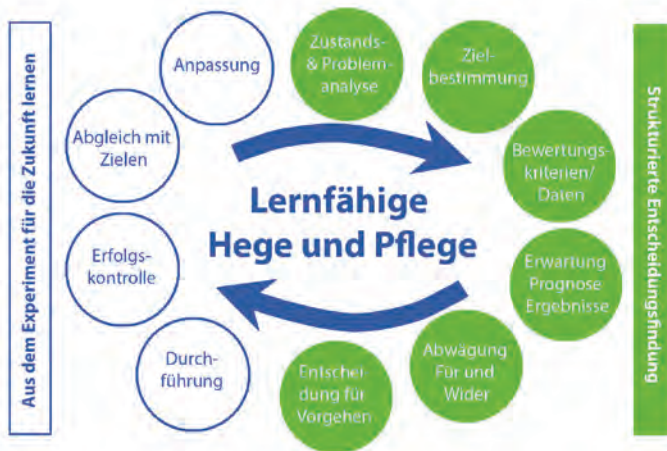 Aus dem Experiment für die Zukunft lernen
Anpassung
Abgleich mit
Zielen
Erfolgs-
kontrolle
Durch-
führung
Zustands-
& Problem-
analyse
Ziel-
bestimmung
Bewertungs-
kriterien/
Daten
Erwartung
Prognose
Ergebnisse
Abwägung
Für und
Wider
Entschei-
dung für
Vorgehen
Lernfähige
Hege und Pflege
Strukturierte Entscheidungsfindung